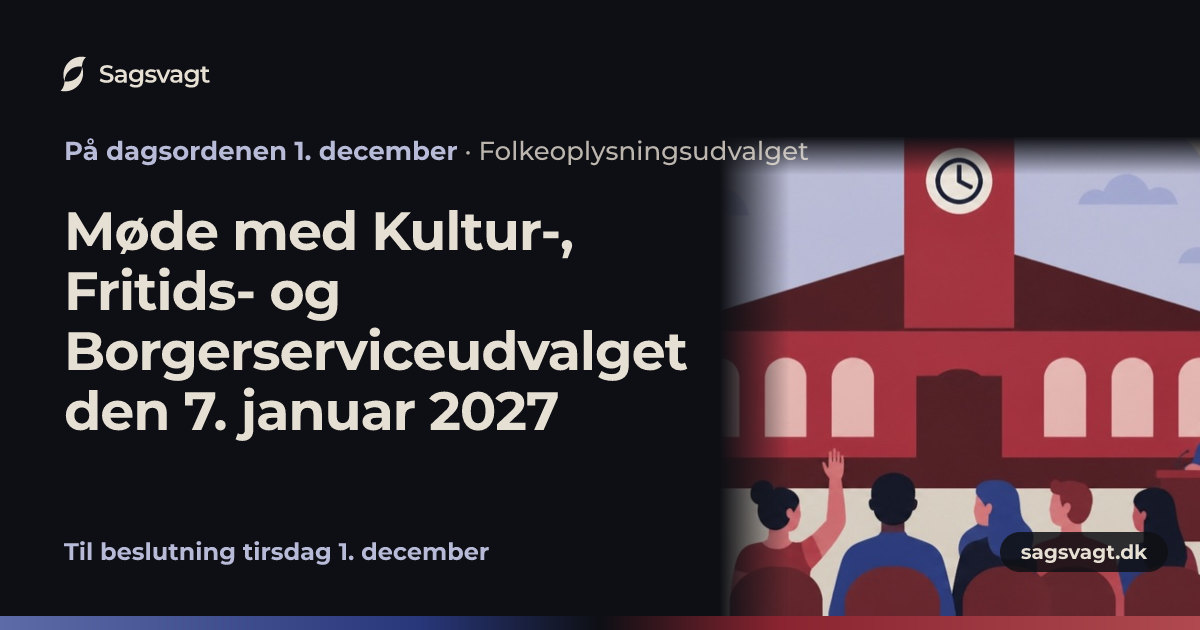 Sagsvagt
På dagsordenen 1. december · Folkeoplysningsudvalget
Møde med Kultur-,
Fritids- og
Borgerserviceudvalget
den 7. januar 2027
Til beslutning tirsdag 1. december
sagsvagt.dk